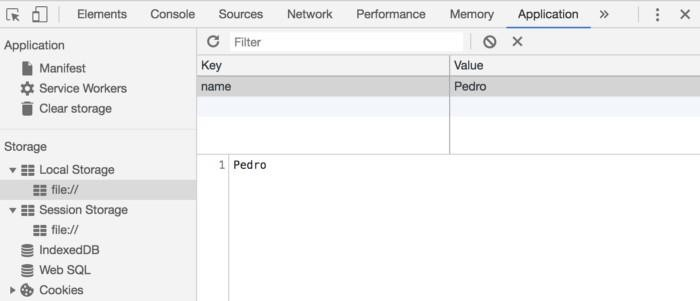 Elements Console Sources Network Performance Memory Application »
Application
Manifest
Service Workers
Clear storage
Storage
Local Storage
file://
Session Storage
file://
IndexedDB
Web SQL
Cookies
Filter
Key Value
name Pedro
1 Pedro